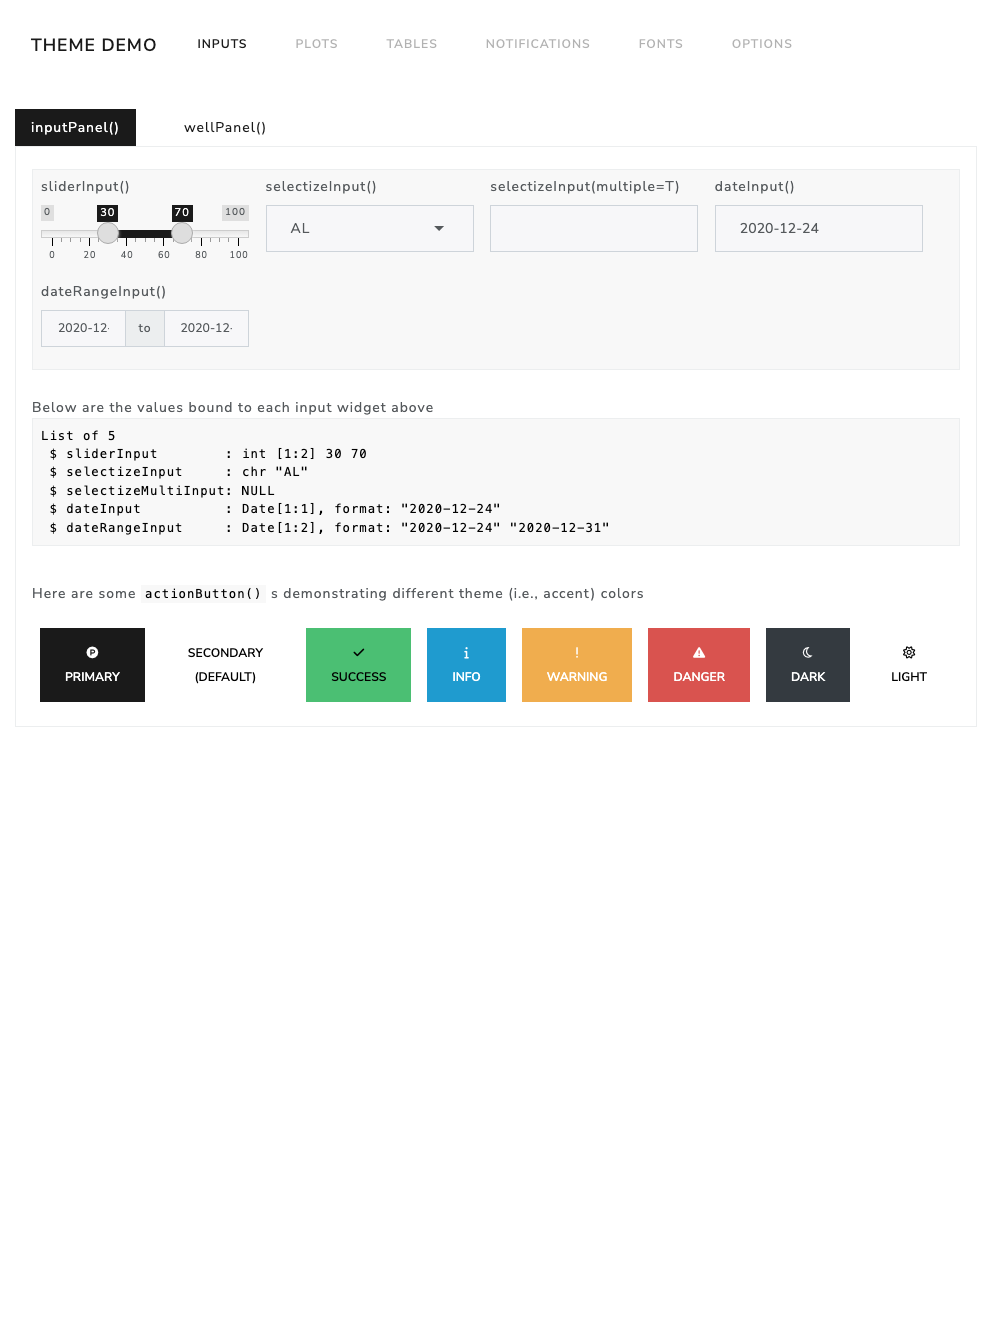 THEME DEMO INPUTS PLOTS TABLES NOTIFICATIONS FONTS OPTIONS
inputPanel() wellPanel()
sliderInput() selectizeInput() selectizeInput(multiple=T) dateInput()
0 30 70 100
AL 2020-12-24
0 20 40 60 80 100
dateRangeInput()
2020-12- to 2020-12-
Below are the values bound to each input widget above
List of 5
 $ sliderInput        : int [1:2] 30 70
 $ selectizeInput     : chr "AL"
 $ selectizeMultiInput: NULL
 $ dateInput          : Date[1:1], format: "2020-12-24"
 $ dateRangeInput     : Date[1:2], format: "2020-12-24" "2020-12-31"
Here are some actionButton() s demonstrating different theme (i.e., accent) colors
PRIMARY
SECONDARY
(DEFAULT)
SUCCESS
INFO
WARNING
DANGER
DARK
LIGHT